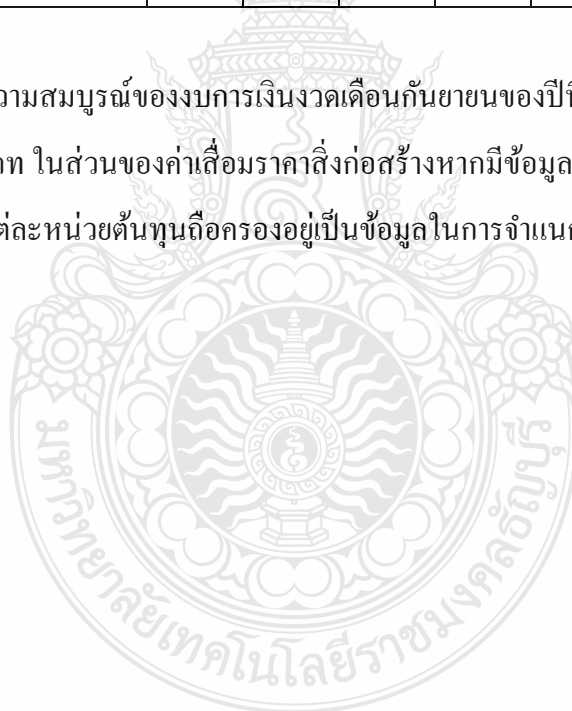 วามสมบูรณ์ของงบการเงินงวดเดือนกันยายนของปีที
าท ในส่วนของค่าเสื่อมราคาสิ่งก่อสร้างหากมีข้อมูล
ต่ละหน่วยต้นทุนถือครองอยู่เป็นข้อมูลในการจำแนก
มหาวิทยาลัยเทคโนโลยีราชมงคลธัญบุรี